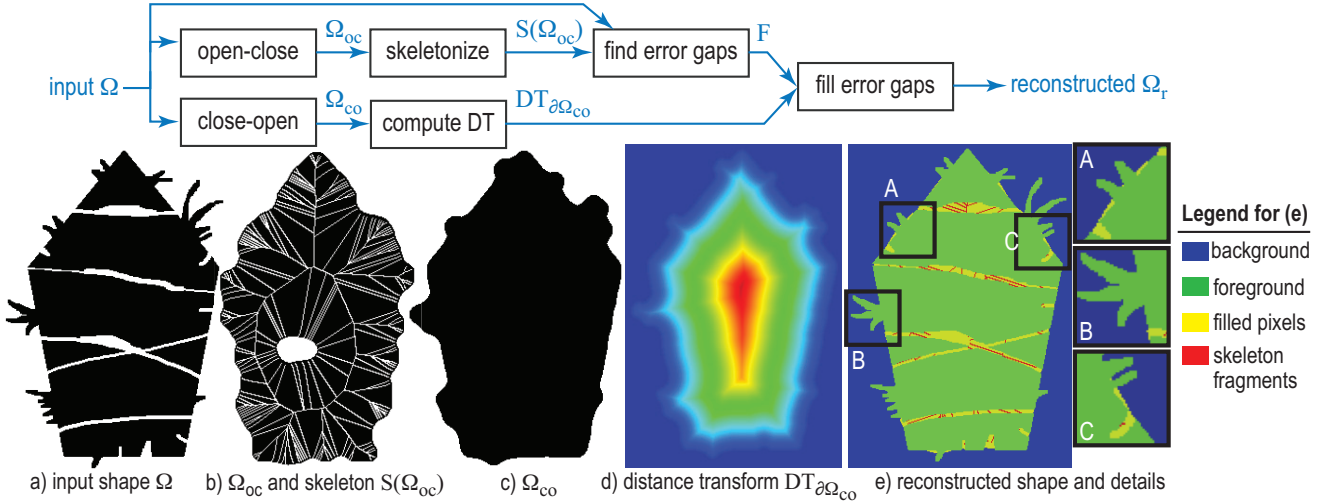 input Ω
open-close
Ω_oc
skeletonize
S(Ω_oc)
find error gaps
F
close-open
Ω_co
compute DT
DT_∂Ω_co
fill error gaps
reconstructed Ω_r
A
B
C
A
B
C
Legend for (e)
background
foreground
filled pixels
skeleton
fragments
a) input shape Ω
b) Ω_oc and skeleton S(Ω_oc)
c) Ω_co
d) distance transform DT_∂Ω_co
e) reconstructed shape and details